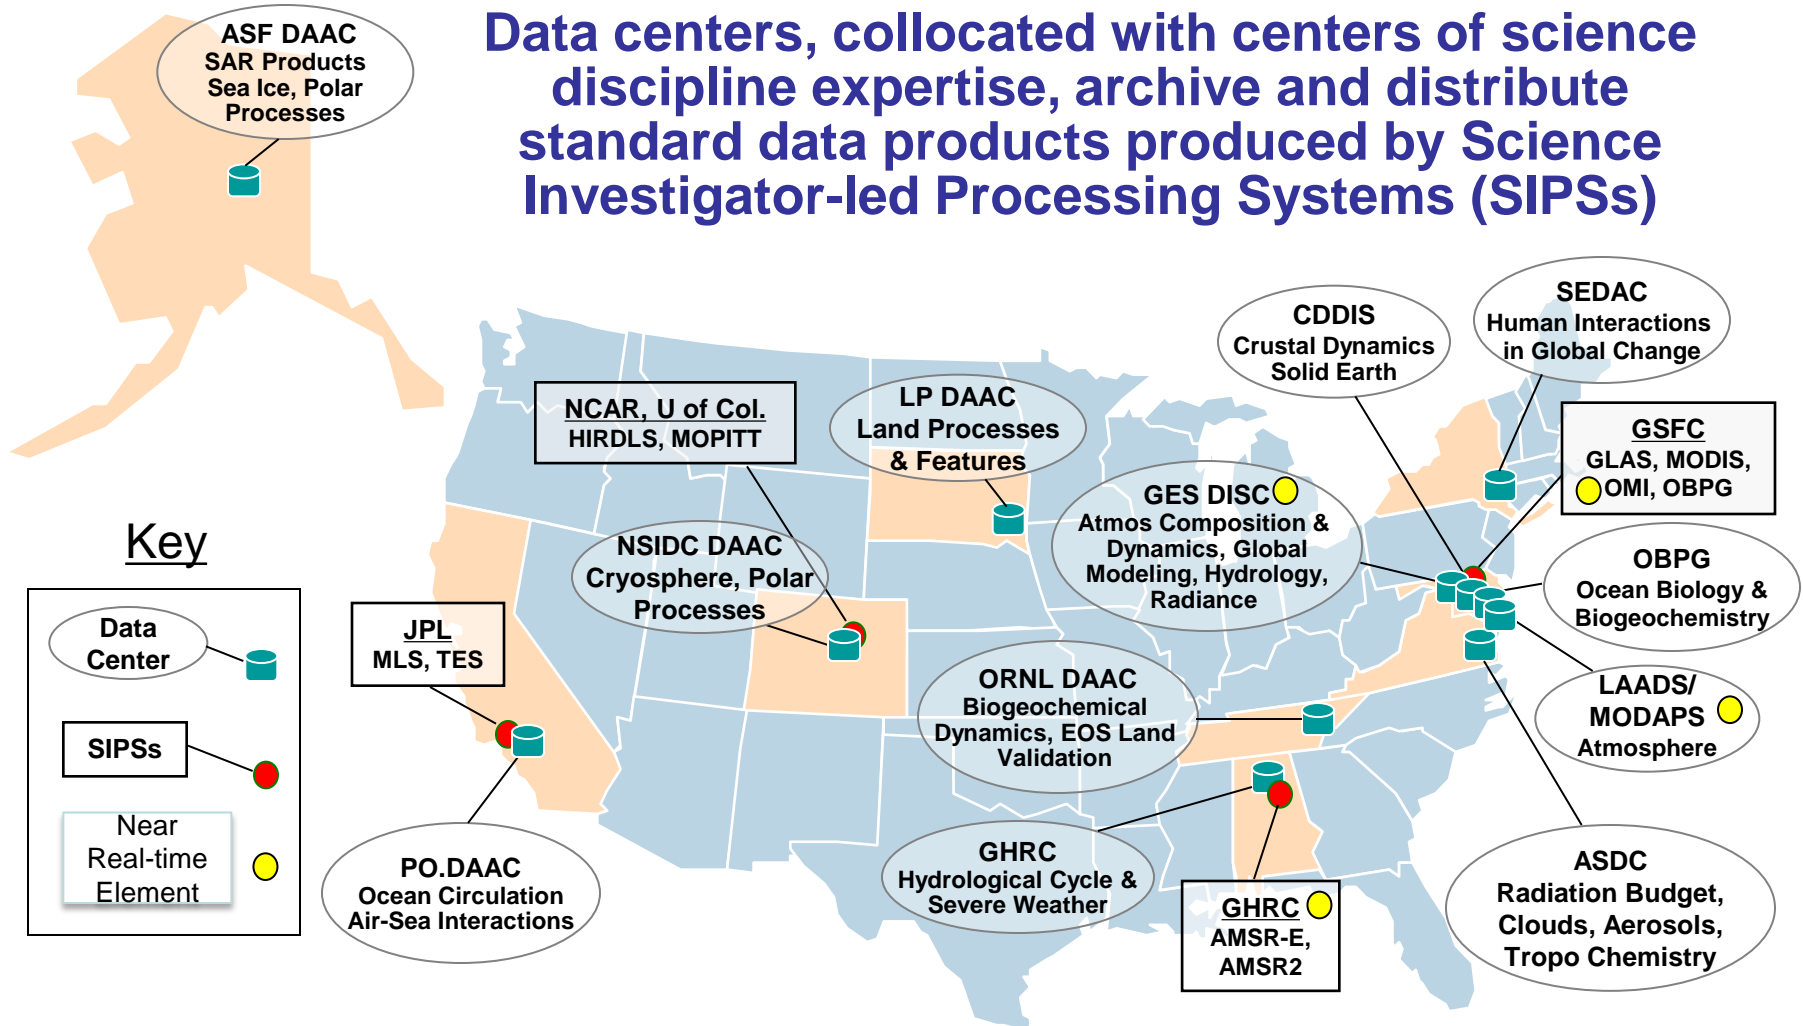 Data centers, collocated with centers of science
discipline expertise, archive and distribute
standard data products produced by Science
Investigator-led Processing Systems (SIPSs)
ASF DAAC
SAR Products
Sea Ice, Polar
Processes
CDDIS
Crustal Dynamics
Solid Earth
SEDAC
Human Interactions
in Global Change
NCAR, U of Col.
HIRDLS, MOPITT
LP DAAC
Land Processes
& Features
GSFC
GLAS, MODIS,
OMI, OBPG
GES DISC
Atmos Composition &
Dynamics, Global
Modeling, Hydrology,
Radiance
NSIDC DAAC
Cryosphere, Polar
Processes
OBPG
Ocean Biology &
Biogeochemistry
JPL
MLS, TES
ORNL DAAC
Biogeochemical
Dynamics, EOS Land
Validation
LAADS/
MODAPS
Atmosphere
PO.DAAC
Ocean Circulation
Air-Sea Interactions
GHRC
Hydrological Cycle &
Severe Weather
GHRC
AMSR-E,
AMSR2
ASDC
Radiation Budget,
Clouds, Aerosols,
Tropo Chemistry
Key
Data
Center
SIPSs
Near
Real-time
Element